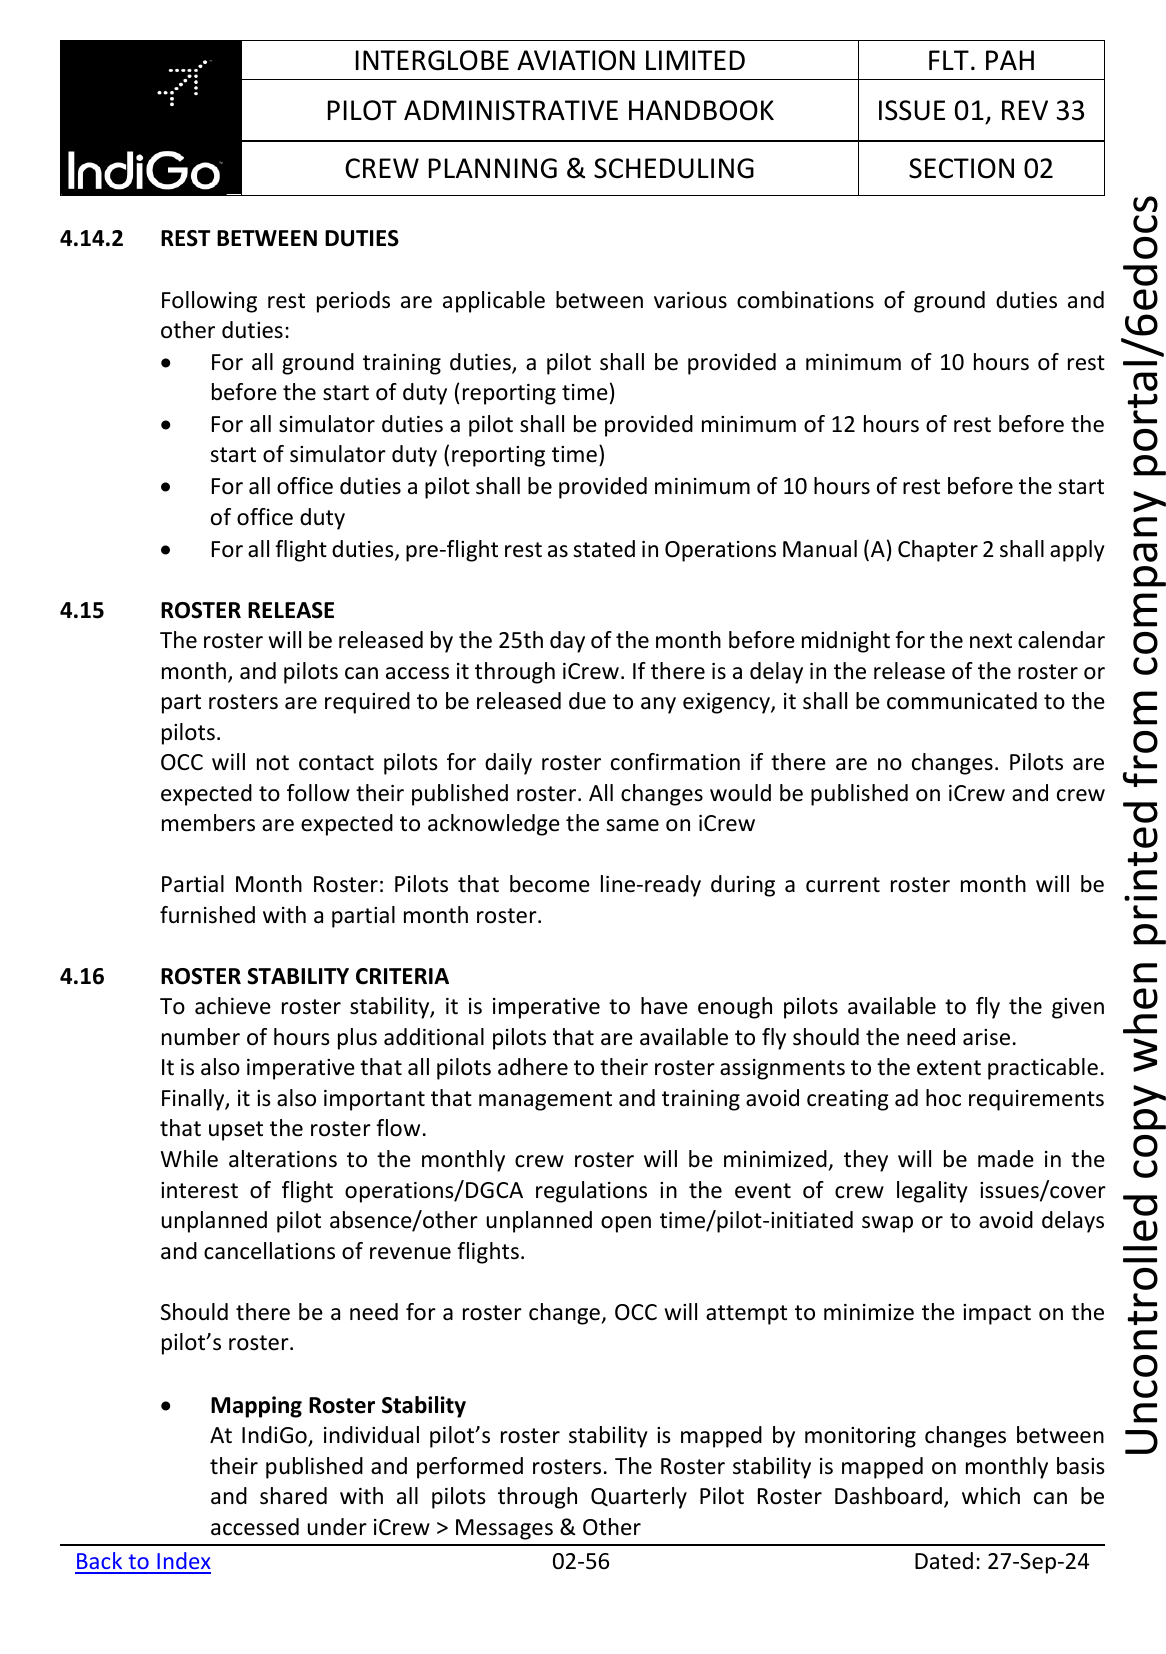 INTERGLOBE AVIATION LIMITED
FLT. PAH
PILOT ADMINISTRATIVE HANDBOOK
ISSUE 01, REV 33
IndiGo
CREW PLANNING & SCHEDULING
SECTION 02
4.14.2 REST BETWEEN DUTIES
Following rest periods are applicable between various combinations of ground duties and
other duties:
• For all ground training duties, a pilot shall be provided a minimum of 10 hours of rest
before the start of duty (reporting time)
• For all simulator duties a pilot shall be provided minimum of 12 hours of rest before the
start of simulator duty (reporting time)
• For all office duties a pilot shall be provided minimum of 10 hours of rest before the start
of office duty
• For all flight duties, pre-flight rest as stated in Operations Manual (A) Chapter 2 shall apply
4.15 ROSTER RELEASE
The roster will be released by the 25th day of the month before midnight for the next calendar
month, and pilots can access it through iCrew. If there is a delay in the release of the roster or
part rosters are required to be released due to any exigency, it shall be communicated to the
pilots.
OCC will not contact pilots for daily roster confirmation if there are no changes. Pilots are
expected to follow their published roster. All changes would be published on iCrew and crew
members are expected to acknowledge the same on iCrew
Partial Month Roster: Pilots that become line-ready during a current roster month will be
furnished with a partial month roster.
4.16 ROSTER STABILITY CRITERIA
To achieve roster stability, it is imperative to have enough pilots available to fly the given
number of hours plus additional pilots that are available to fly should the need arise.
It is also imperative that all pilots adhere to their roster assignments to the extent practicable.
Finally, it is also important that management and training avoid creating ad hoc requirements
that upset the roster flow.
While alterations to the monthly crew roster will be minimized, they will be made in the
interest of flight operations/DGCA regulations in the event of crew legality issues/cover
unplanned pilot absence/other unplanned open time/pilot-initiated swap or to avoid delays
and cancellations of revenue flights.
Should there be a need for a roster change, OCC will attempt to minimize the impact on the
pilot’s roster.
• Mapping Roster Stability
At IndiGo, individual pilot’s roster stability is mapped by monitoring changes between
their published and performed rosters. The Roster stability is mapped on monthly basis
and shared with all pilots through Quarterly Pilot Roster Dashboard, which can be
accessed under iCrew > Messages & Other
Back to Index
02-56
Dated: 27-Sep-24
Uncontrolled copy when printed from company portal/6edocs